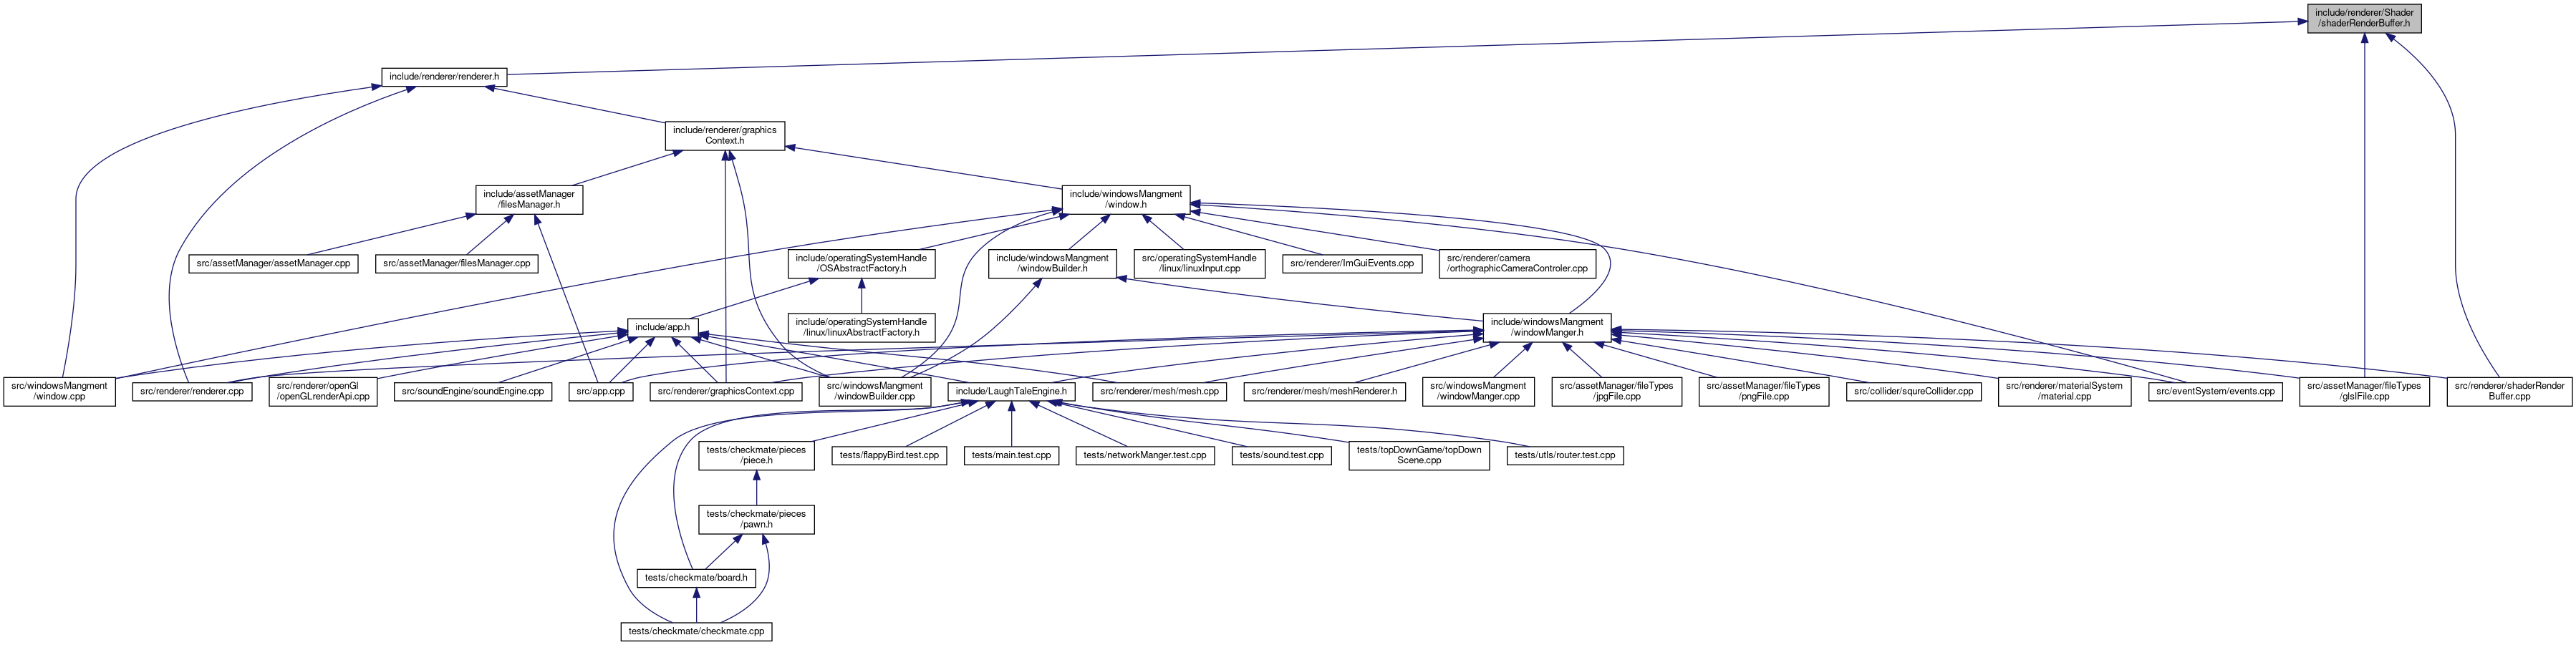 include/renderer/Shader
/shaderRenderBuffer.h
include/renderer/renderer.h
include/renderer/graphics
Context.h
include/assetManager
/filesManager.h
include/windowsMangment
/window.h
src/assetManager/assetManager.cpp
src/assetManager/filesManager.cpp
include/operatingSystemHandle
/OSAbstractFactory.h
include/windowsMangment
/windowBuilder.h
src/operatingSystemHandle
/linux/linuxInput.cpp
src/renderer/ImGuiEvents.cpp
src/renderer/camera
/orthographicCameraControler.cpp
include/app.h
include/operatingSystemHandle
/linux/linuxAbstractFactory.h
include/windowsMangment
/windowManger.h
src/windowsMangment
/window.cpp
src/renderer/renderer.cpp
src/renderer/openGl
/openGLrenderApi.cpp
src/soundEngine/soundEngine.cpp
src/app.cpp
src/renderer/graphicsContext.cpp
src/windowsMangment
/windowBuilder.cpp
include/LaughTaleEngine.h
src/renderer/mesh/mesh.cpp
src/renderer/mesh/meshRenderer.h
src/windowsMangment
/windowManger.cpp
src/assetManager/fileTypes
/jpgFile.cpp
src/assetManager/fileTypes
/pngFile.cpp
src/collider/squreCollider.cpp
src/renderer/materialSystem
/material.cpp
src/eventSystem/events.cpp
src/assetManager/fileTypes
/glslFile.cpp
src/renderer/shaderRender
Buffer.cpp
tests/checkmate/pieces
/piece.h
tests/flappyBird.test.cpp
tests/main.test.cpp
tests/networkManger.test.cpp
tests/sound.test.cpp
tests/topDownGame/topDown
Scene.cpp
tests/utls/router.test.cpp
tests/checkmate/pieces
/pawn.h
tests/checkmate/board.h
tests/checkmate/checkmate.cpp